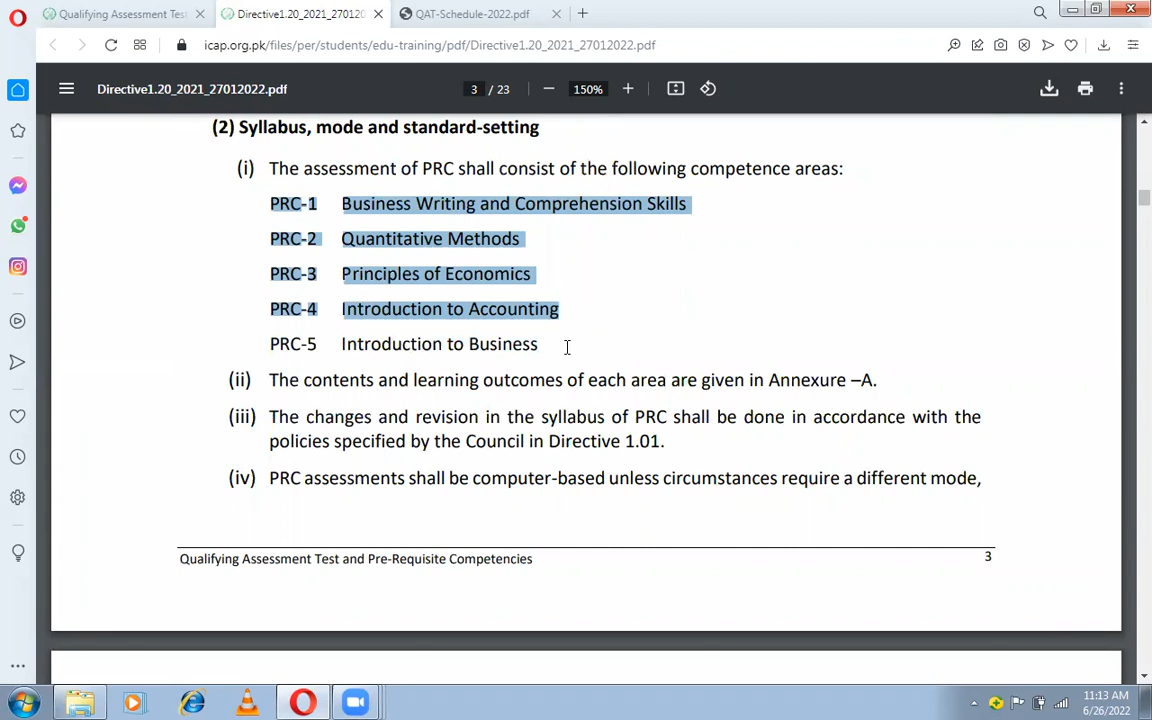 Qualifying Assessment Test
Directive1.20_2021_270120
QAT-Schedule-2022.pdf
icap.org.pk/files/per/students/edu-training/pdf/Directive1.20_2021_27012022.pdf
Directive1.20_2021_27012022.pdf
3 / 23
150%
(2) Syllabus, mode and standard-setting
(i) The assessment of PRC shall consist of the following competence areas:
PRC-1 Business Writing and Comprehension Skills
PRC-2 Quantitative Methods
PRC-3 Principles of Economics
PRC-4 Introduction to Accounting
PRC-5 Introduction to Business
(ii) The contents and learning outcomes of each area are given in Annexure –A.
(iii) The changes and revision in the syllabus of PRC shall be done in accordance with the
policies specified by the Council in Directive 1.01.
(iv) PRC assessments shall be computer-based unless circumstances require a different mode,
Qualifying Assessment Test and Pre-Requisite Competencies
3
11:13 AM
6/26/2022